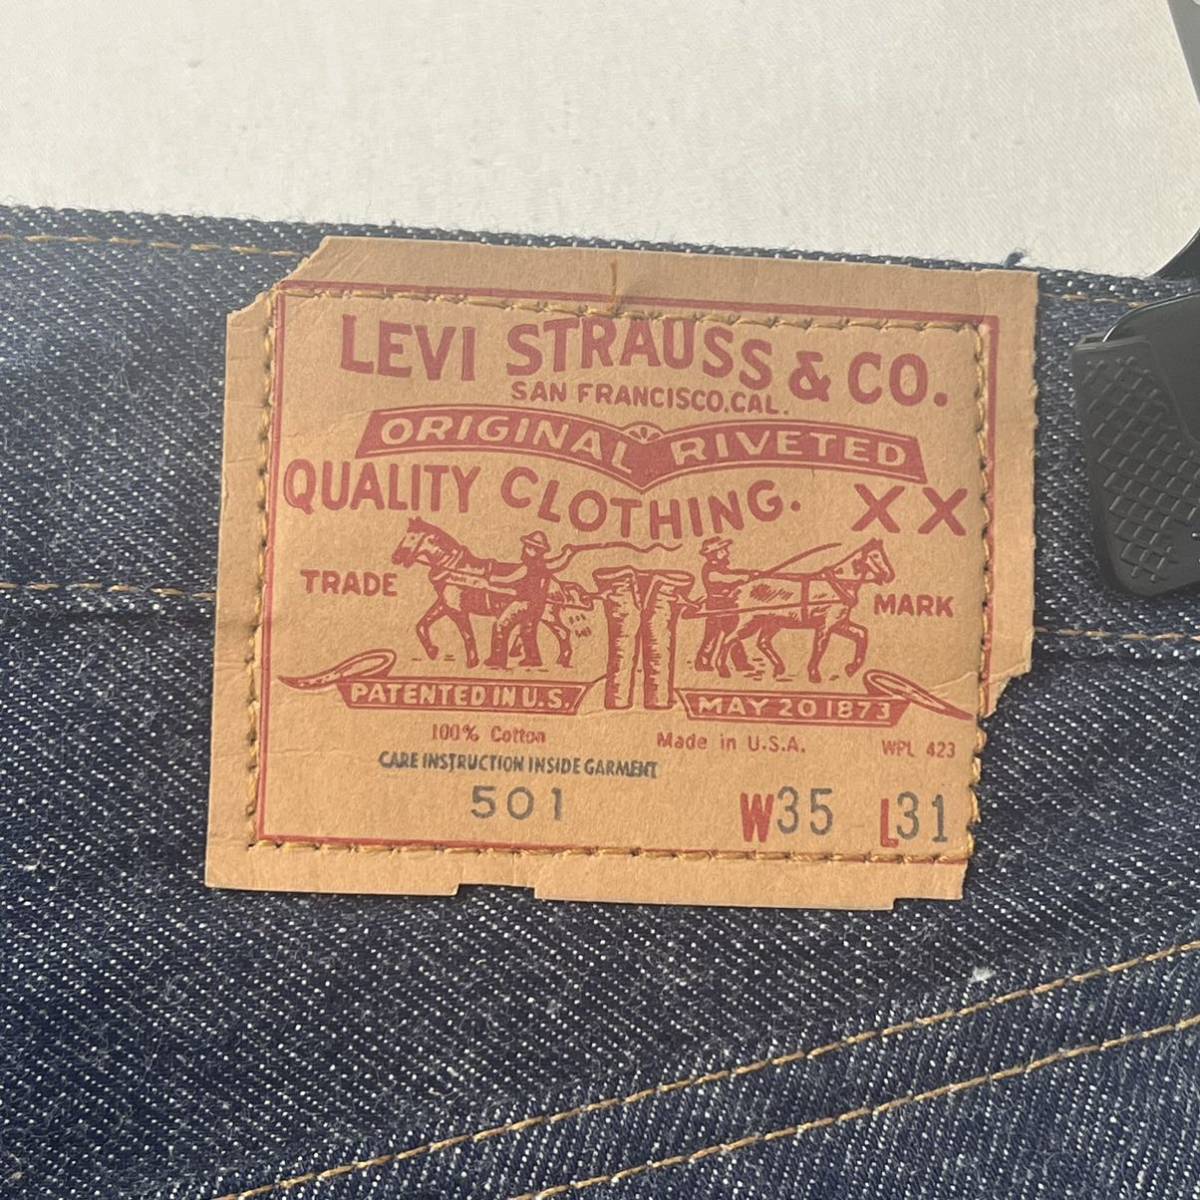 LEVI STRAUSS & CO.
SAN FRANCISCO,CAL.
ORIGINAL RIVETED
QUALITY CLOTHING. XX
TRADE MARK
PATENTED IN U.S. MAY 20 1873
100% Cotton Made in U.S.A. WPL 423
CARE INSTRUCTION INSIDE GARMENT
501 W35 L31